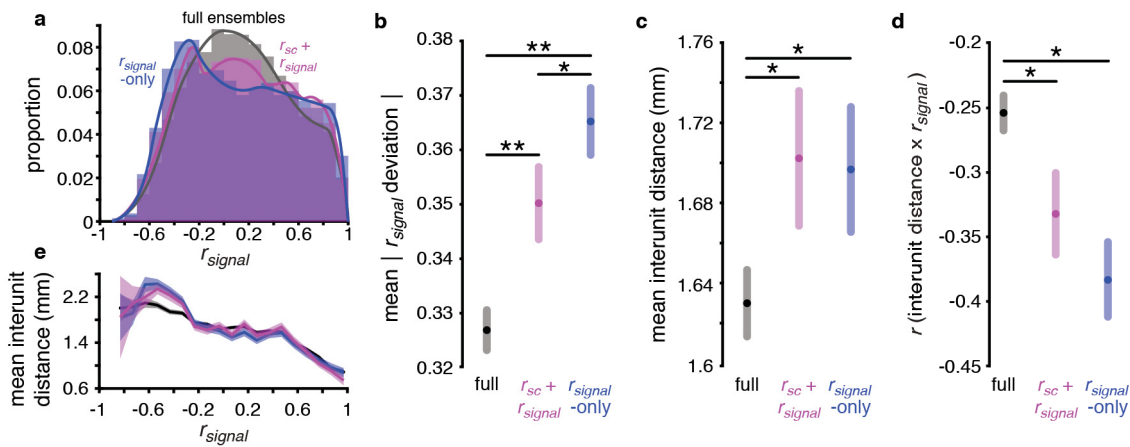 a
full ensembles
r_sc +
r_signal
r_signal
-only
proportion
0.08
0.06
0.04
0.02
0
-1 -0.6 -0.2 0.2 0.6 1
r_signal
b
mean | r_signal deviation |
0.38
0.37
0.36
0.35
0.34
0.33
0.32
**
*
**
full r_sc + r_signal
r_signal -only
c
mean interunit distance (mm)
1.76
1.72
1.68
1.64
1.6
*
*
full r_sc + r_signal
r_signal -only
d
r (interunit distance x r_signal)
-0.2
-0.25
-0.3
-0.35
-0.4
-0.45
*
*
full r_sc + r_signal
r_signal -only
e
mean interunit
distance (mm)
2.2
1.4
0.6
-1 -0.6 -0.2 0.2 0.6 1
r_signal